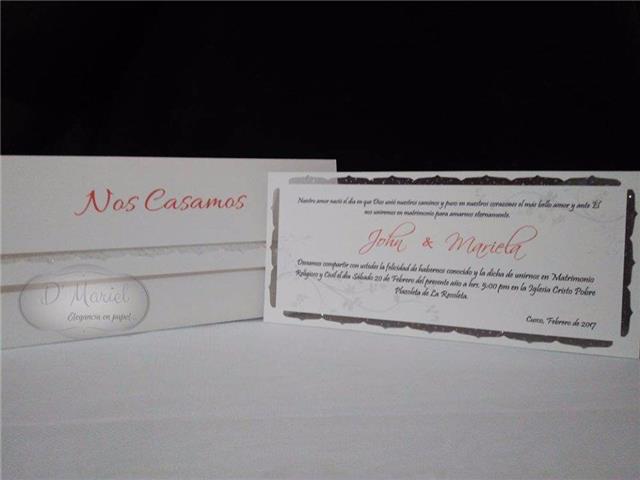 Nos Casamos
D' Mariel
Elegancia en papel...
Nuestro amor nació el día en que Dios unió nuestros caminos y puso en nuestros corazones el más bello amor y ante Él
nos uniremos en matrimonio para amarnos eternamente.
John & Mariela
Deseamos compartir con ustedes la felicidad de habernos conocido y la dicha de unirnos en Matrimonio
Religioso y Civil el día Sábado 20 de Febrero del presente año a hrs. 5:00 pm en la Iglesia Cristo Pobre
Plazoleta de La Recoleta.
Cusco, Febrero de 2017